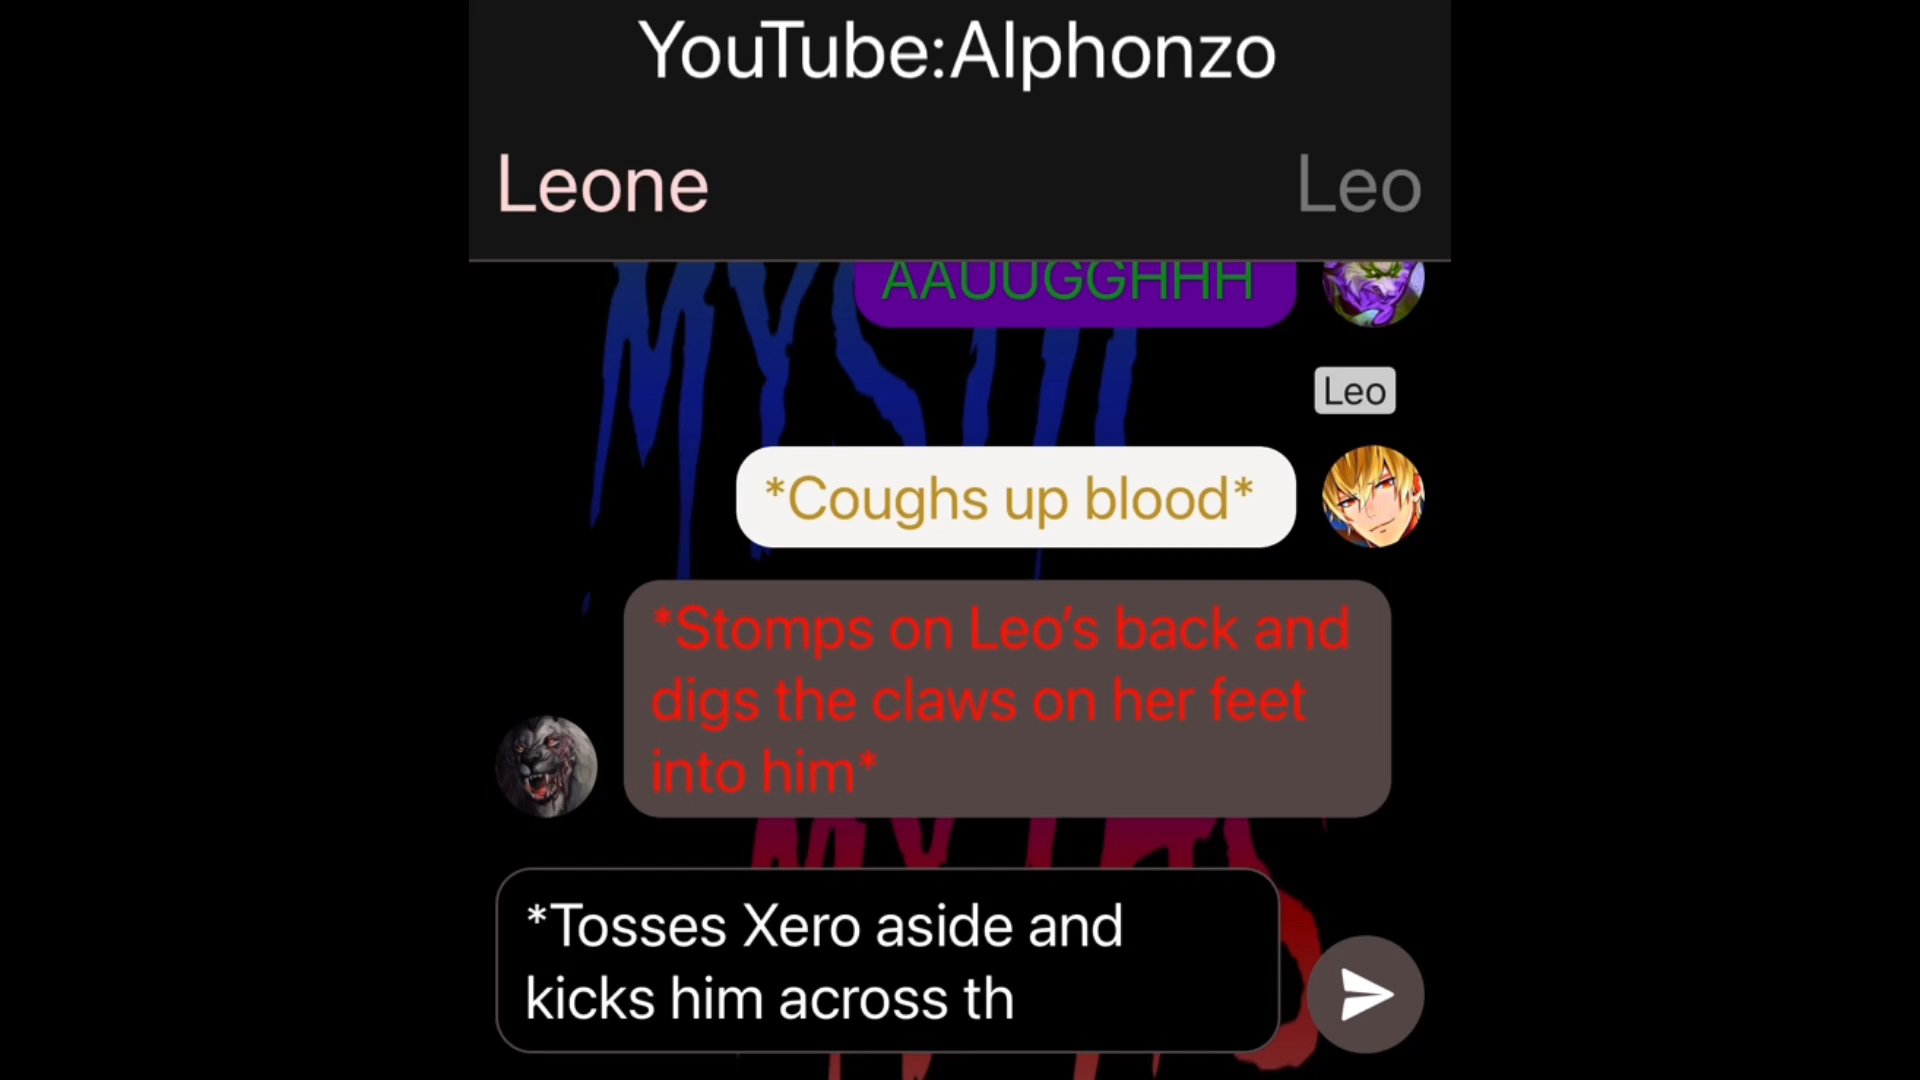 YouTube:Alphonzo
Leone
Leo
AAUUGGHHH
Leo
*Coughs up blood*
*Stomps on Leo’s back and
digs the claws on her feet
into him*
*Tosses Xero aside and
kicks him across th